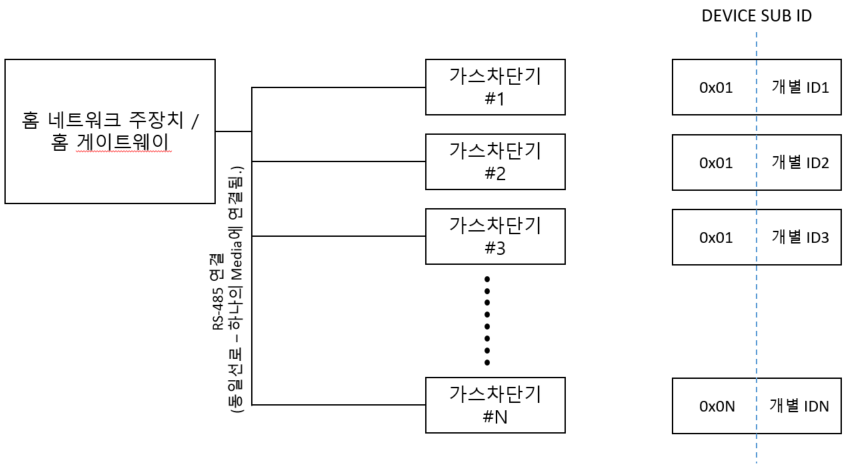 DEVICE SUB ID
홈 네트워크 주장치 /
홈 게이트웨이
RS-485 연결
(동일선로 – 하나의 Media에 연결됨.)
가스차단기
#1
0x01 개별 ID1
가스차단기
#2
0x01 개별 ID2
가스차단기
#3
0x01 개별 ID3
가스차단기
#N
0x0N 개별 IDN